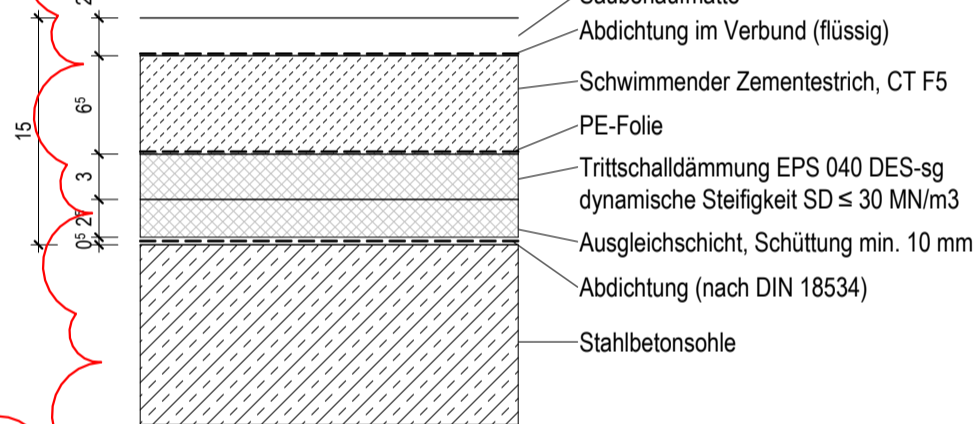 Abdichtung im Verbund (flüssig)
Schwimmender Zementestrich, CT F5
PE-Folie
Trittschalldämmung EPS 040 DES-sg
dynamische Steifigkeit SD ≤ 30 MN/m3
Ausgleichschicht, Schüttung min. 10 mm
Abdichtung (nach DIN 18534)
Stahlbetonsohle
15
6⁵
3
0⁵